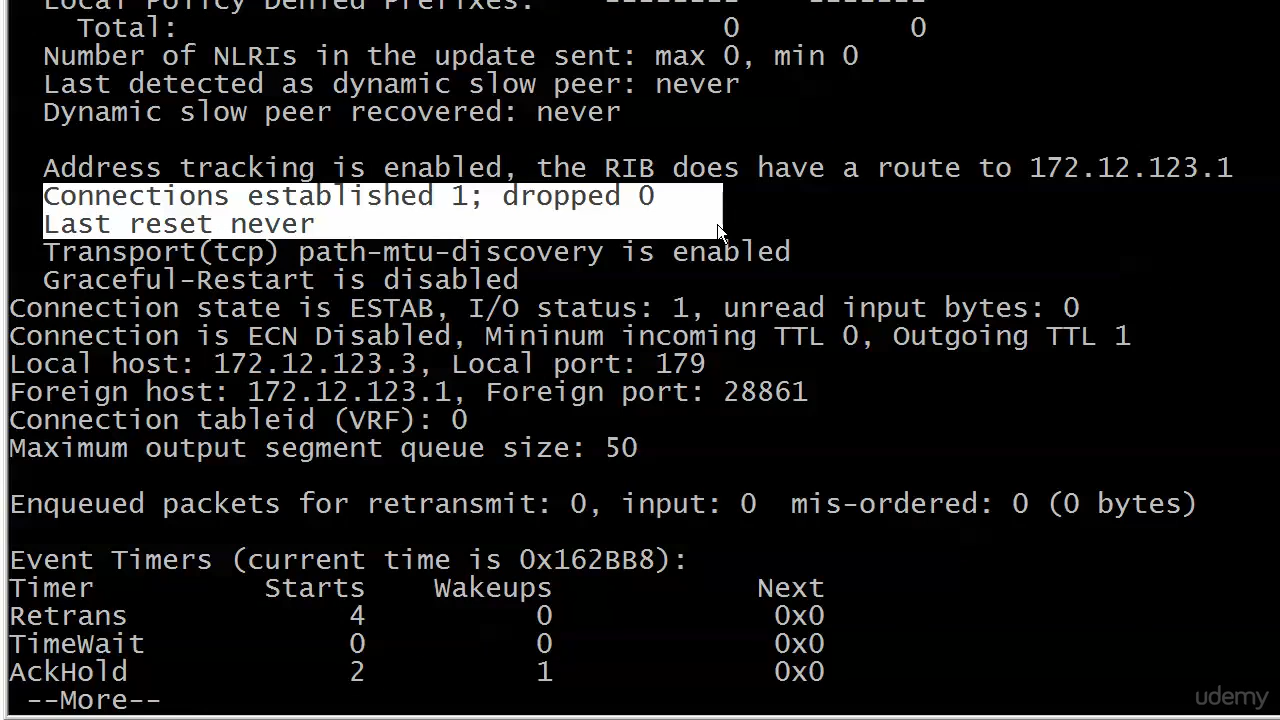 Local Policy Denied Prefixes:    --------      -------
Total:                                0          0
Number of NLRIs in the update sent: max 0, min 0
Last detected as dynamic slow peer: never
Dynamic slow peer recovered: never
Address tracking is enabled, the RIB does have a route to 172.12.123.1
Connections established 1; dropped 0
Last reset never
Transport(tcp) path-mtu-discovery is enabled
Graceful-Restart is disabled
Connection state is ESTAB, I/O status: 1, unread input bytes: 0
Connection is ECN Disabled, Mininum incoming TTL 0, Outgoing TTL 1
Local host: 172.12.123.3, Local port: 179
Foreign host: 172.12.123.1, Foreign port: 28861
Connection tableid (VRF): 0
Maximum output segment queue size: 50
Enqueued packets for retransmit: 0, input: 0  mis-ordered: 0 (0 bytes)
Event Timers (current time is 0x162BB8):
Timer          Starts    Wakeups            Next
Retrans             4          0             0x0
TimeWait            0          0             0x0
AckHold             2          1             0x0
--More--
udemy